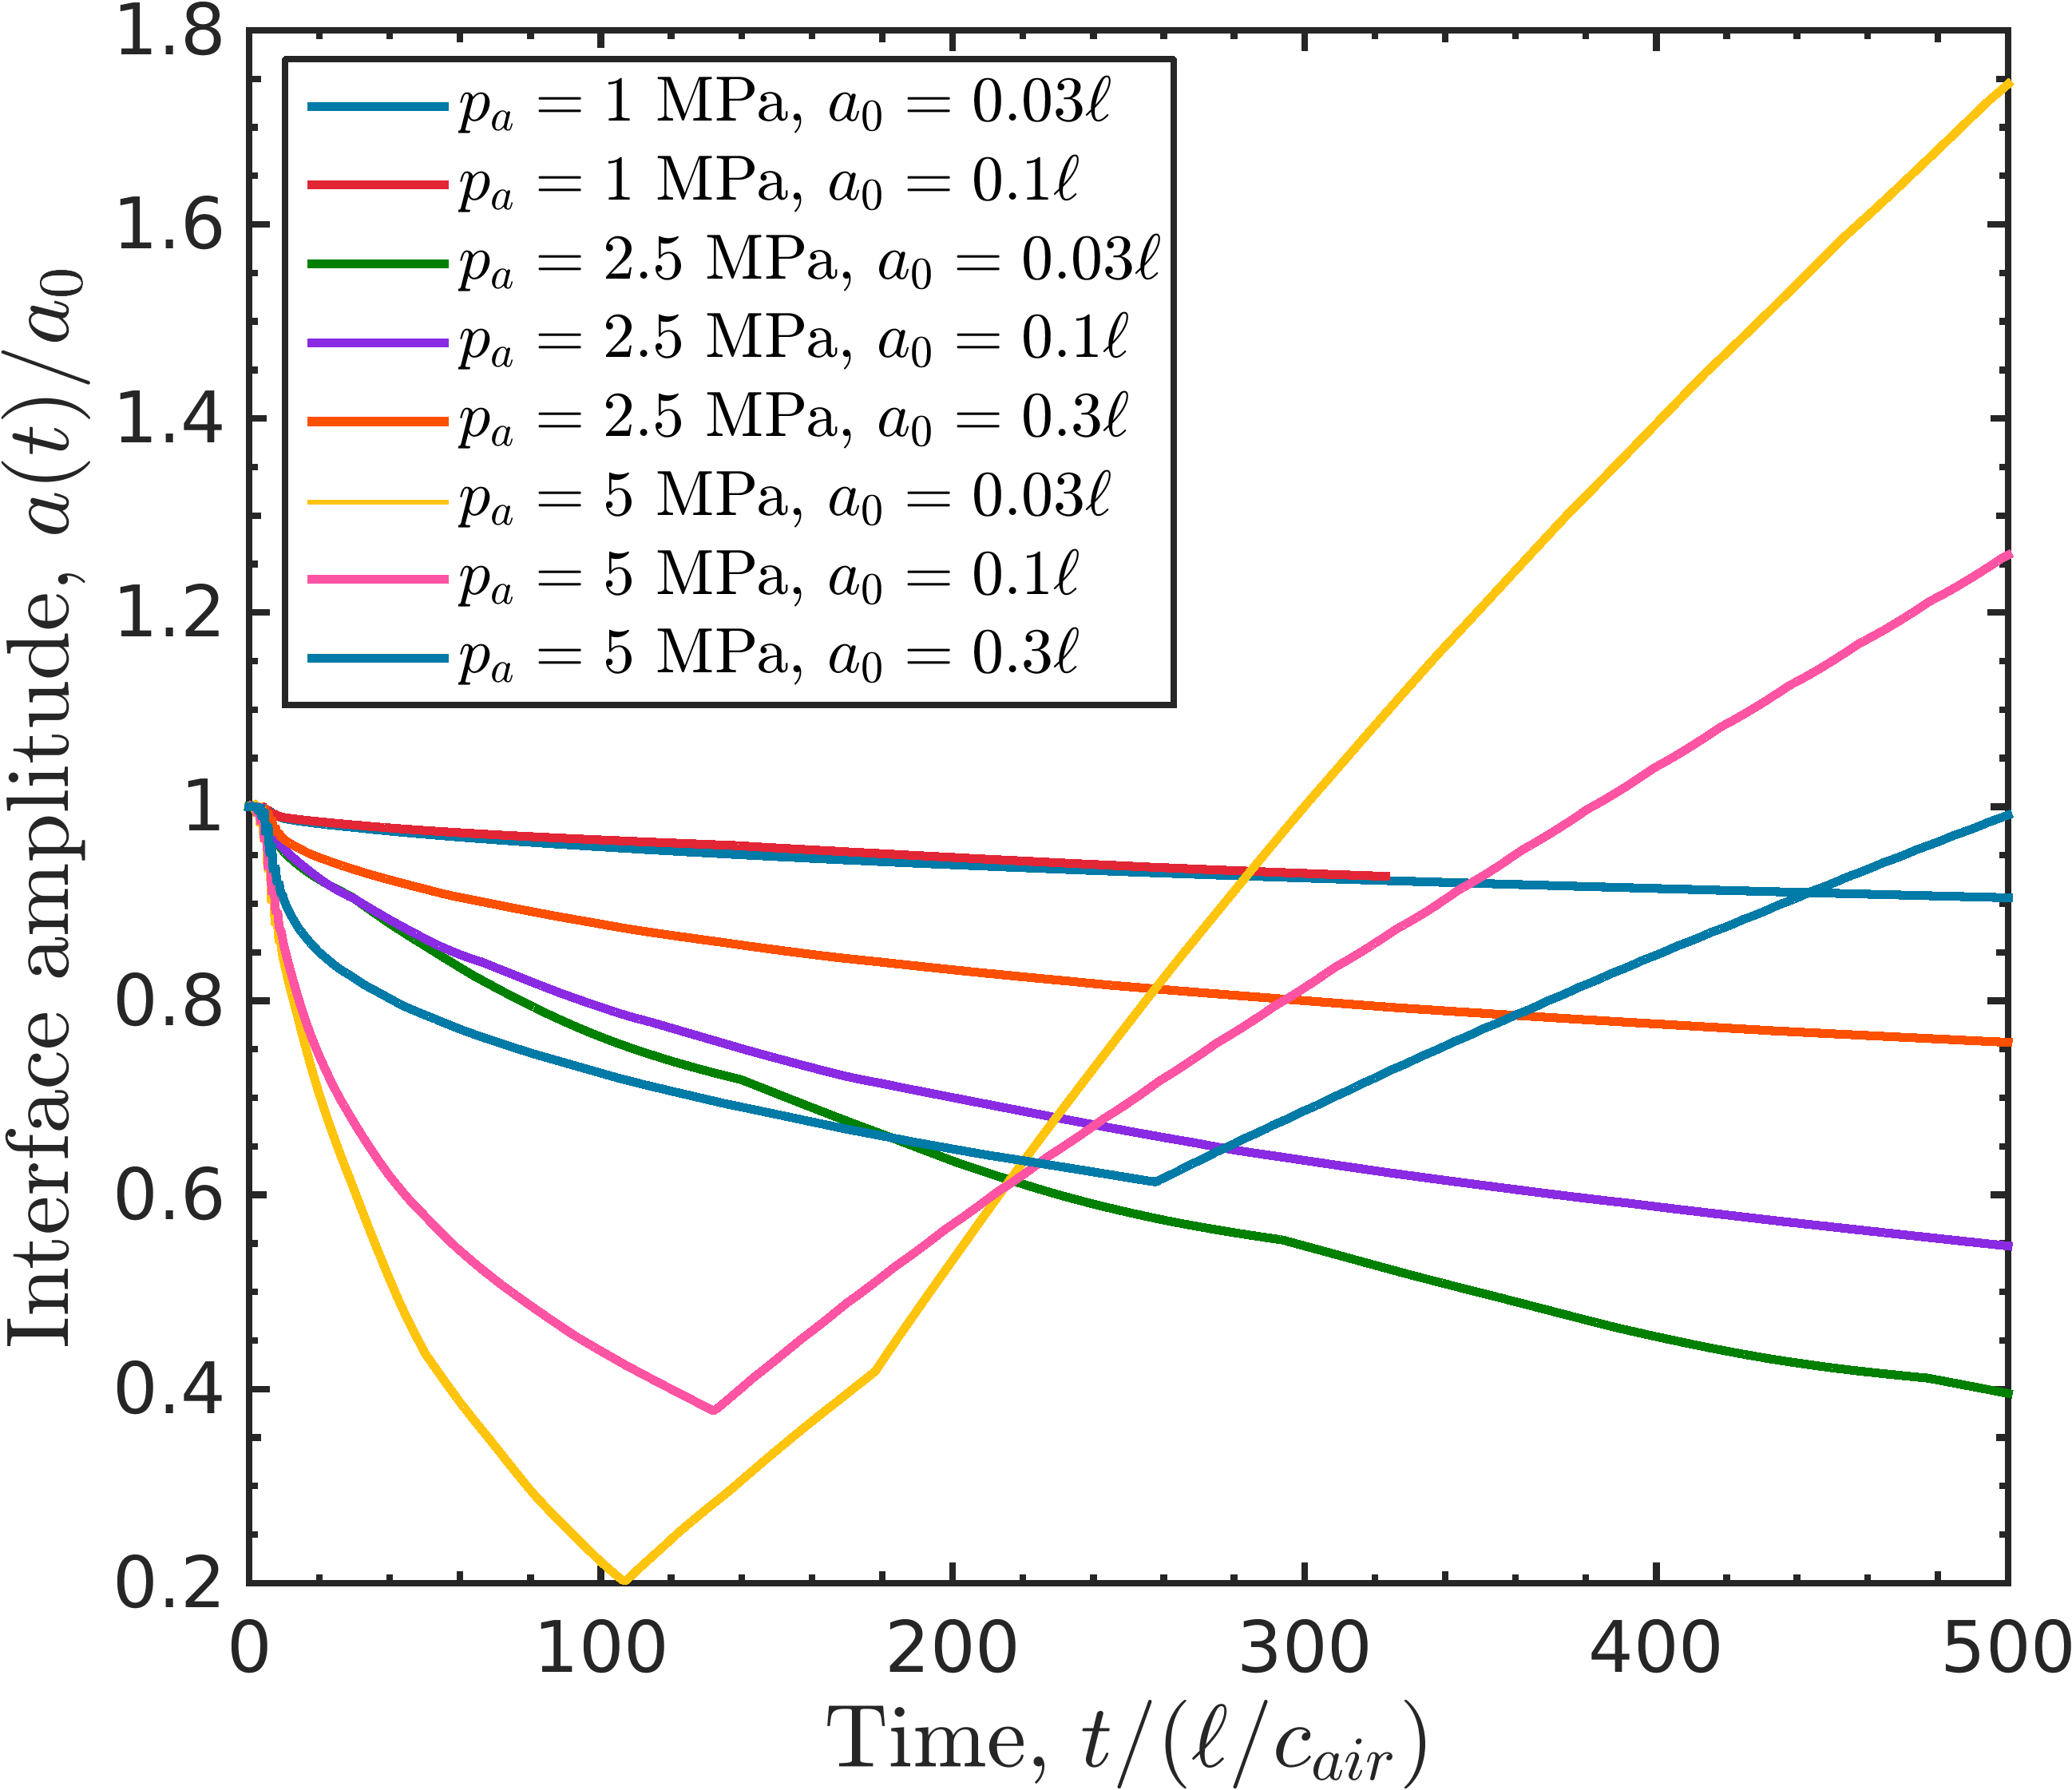 Interface amplitude, a(t)/a₀
1.8
1.6
1.4
1.2
1
0.8
0.6
0.4
0.2
pₐ = 1 MPa, a₀ = 0.03ℓ
pₐ = 1 MPa, a₀ = 0.1ℓ
pₐ = 2.5 MPa, a₀ = 0.03ℓ
pₐ = 2.5 MPa, a₀ = 0.1ℓ
pₐ = 2.5 MPa, a₀ = 0.3ℓ
pₐ = 5 MPa, a₀ = 0.03ℓ
pₐ = 5 MPa, a₀ = 0.1ℓ
pₐ = 5 MPa, a₀ = 0.3ℓ
0 100 200 300 400 500
Time, t/(ℓ/c_air)